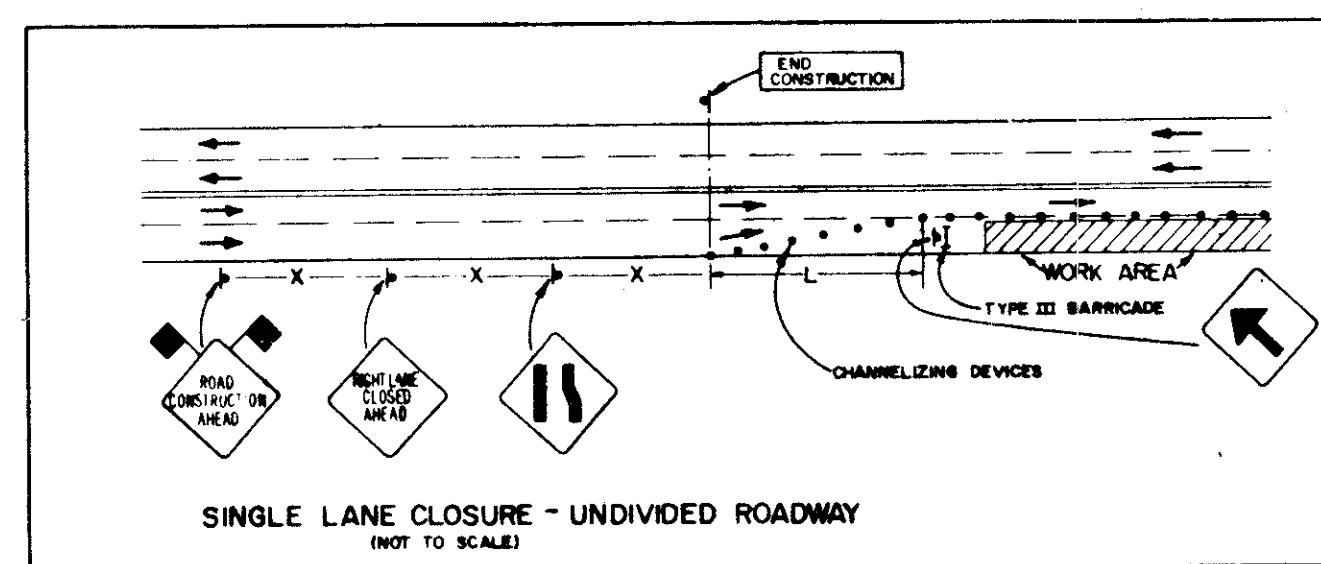 END
CONSTRUCTION
X
X
X
L
WORK AREA
TYPE III BARRICADE
CHANNELIZING DEVICES
ROAD
CONSTRUCTION
AHEAD
RIGHT LANE
CLOSED
AHEAD
SINGLE LANE CLOSURE - UNDIVIDED ROADWAY
(NOT TO SCALE)